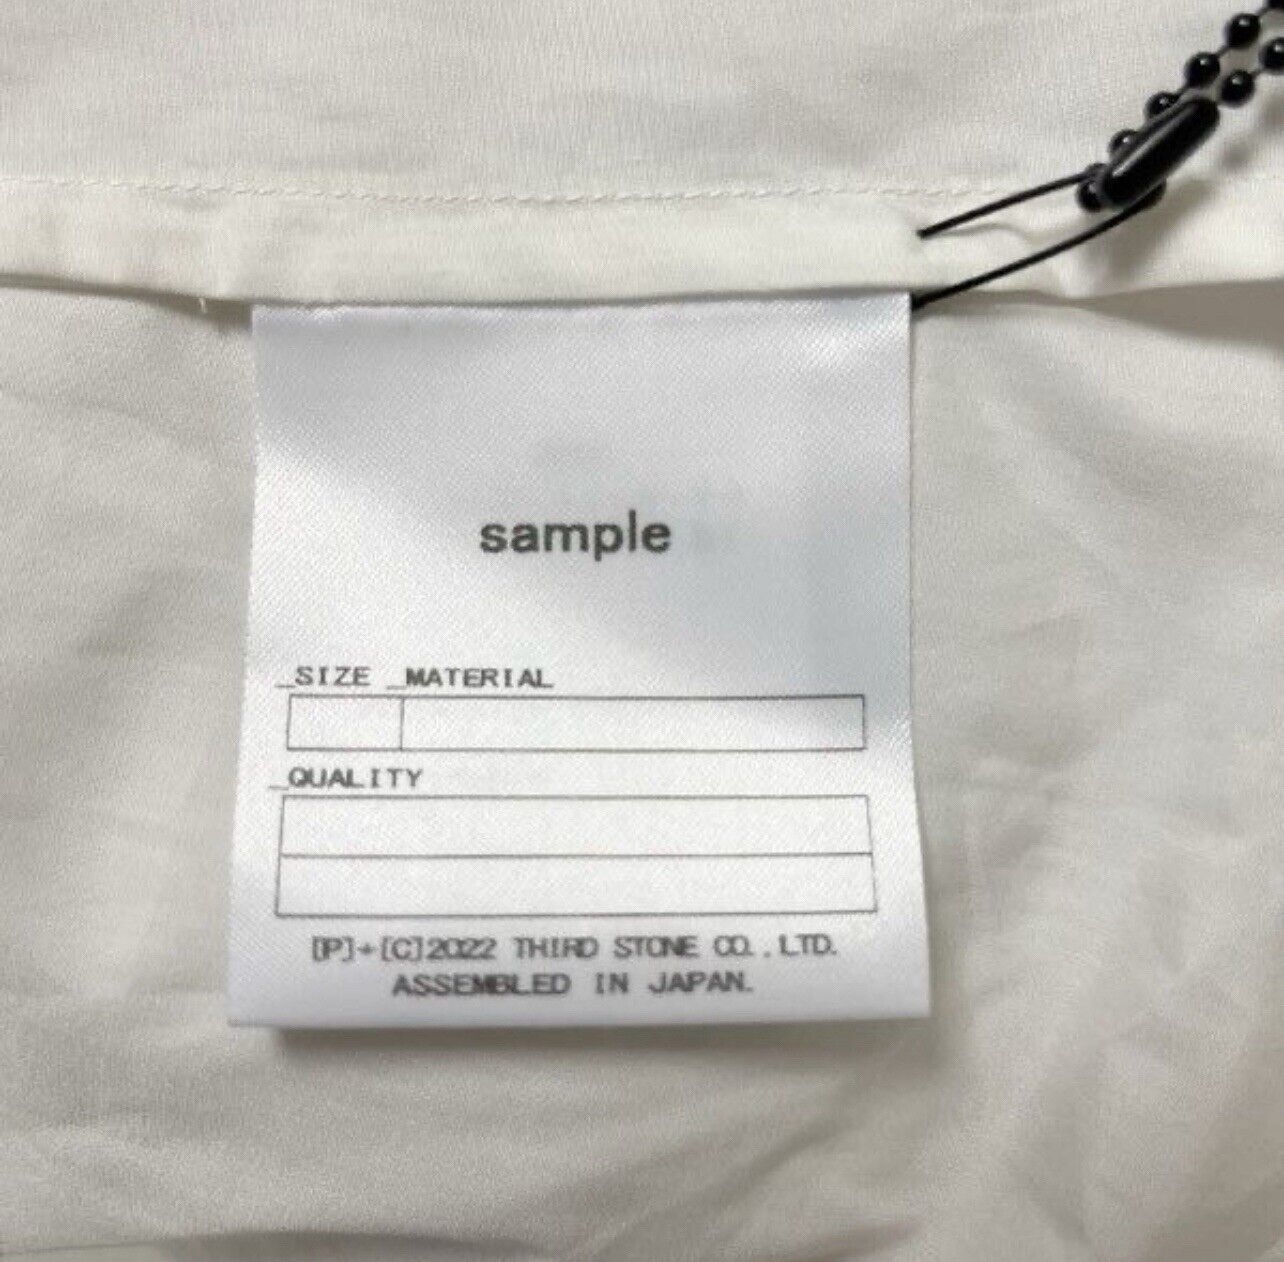 sample
_SIZE _MATERIAL
_QUALITY
[P]+[C]2022 THIRD STONE CO.,LTD.
ASSEMBLED IN JAPAN.